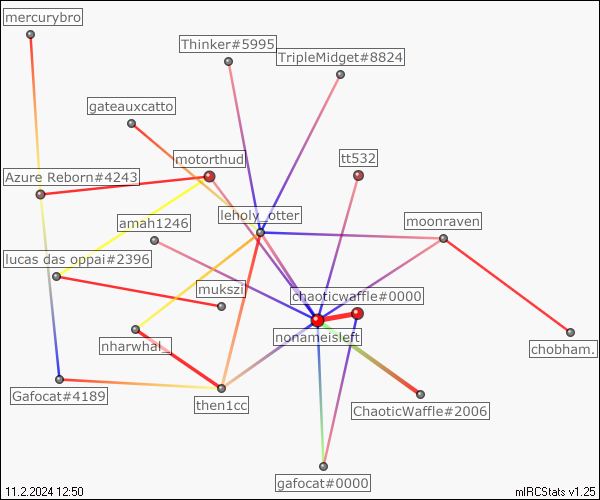 mercurybro
Thinker#5995
TripleMidget#8824
gateauxcatto
motorthud
tt532
Azure Reborn#4243
leholy_otter
amah1246
moonraven
lucas das oppai#2396
mukszi
chaoticwaffle#0000
nonameisleft
nharwhal_
chobham.
Gafocat#4189
then1cc
ChaoticWaffle#2006
gafocat#0000
11.2.2024 12:50
mIRCStats v1.25